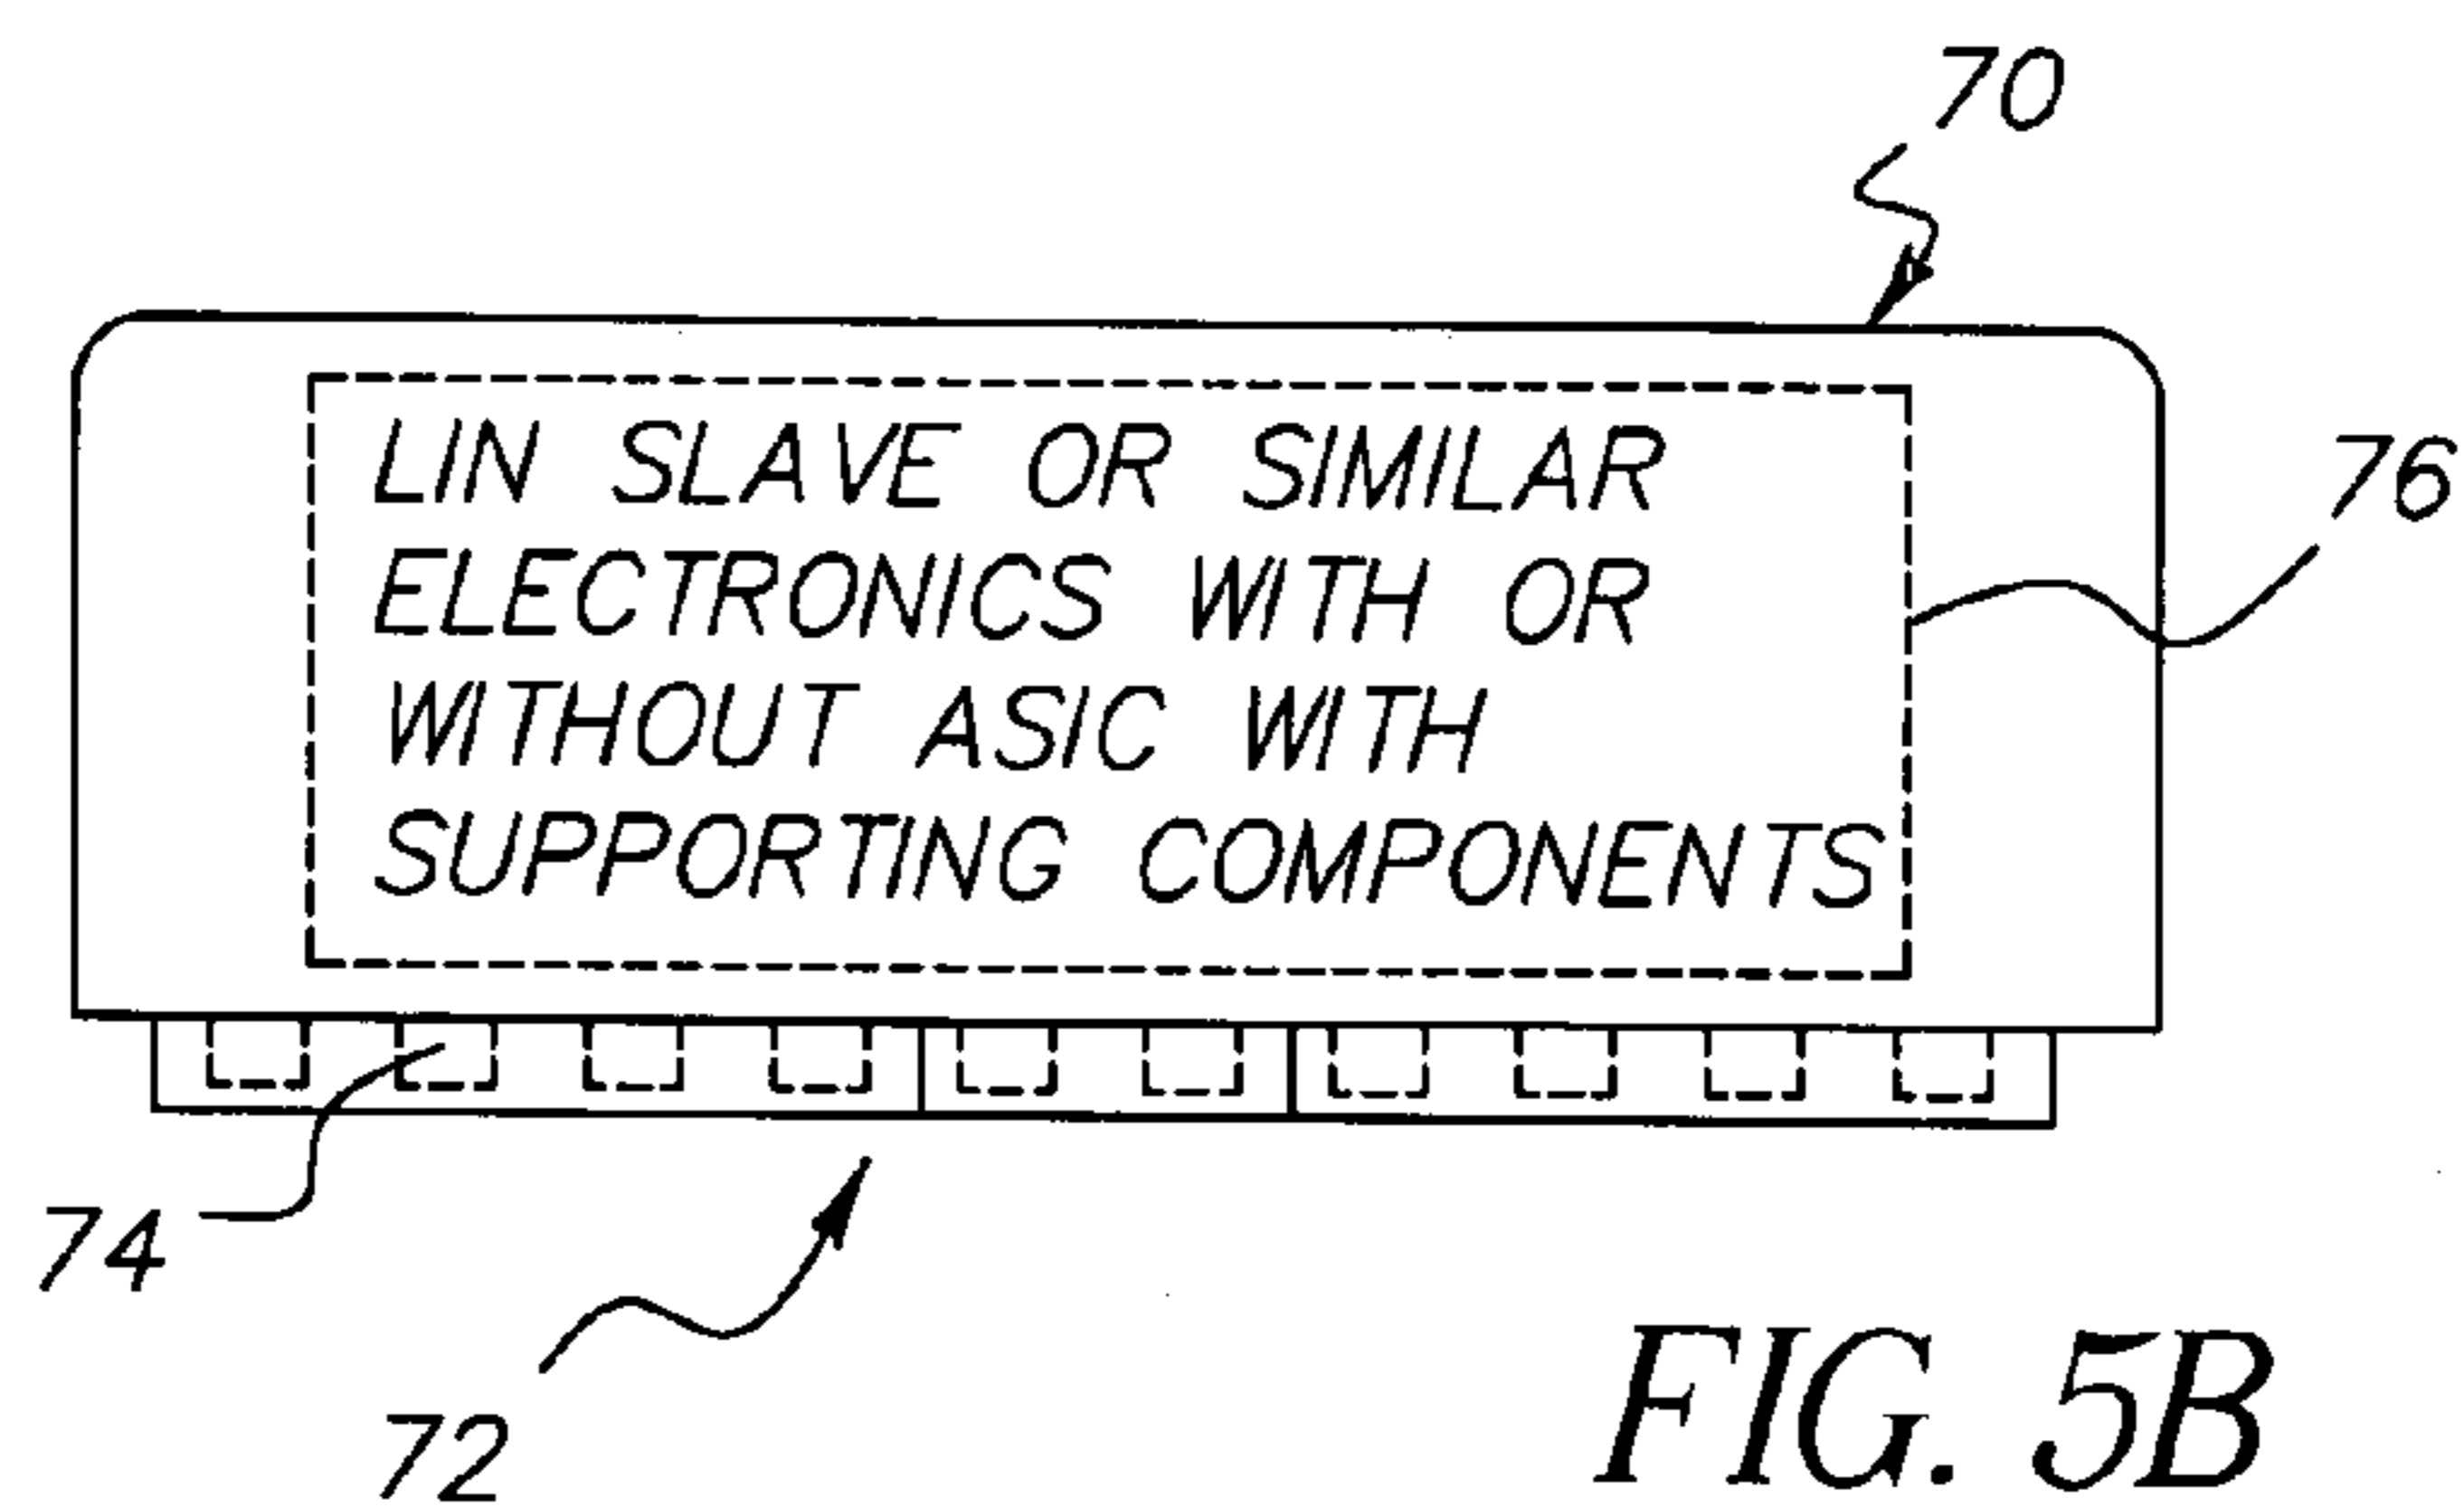 70
LIN SLAVE OR SIMILAR
ELECTRONICS WITH OR
WITHOUT ASIC WITH
SUPPORTING COMPONENTS
76
74
72
FIG. 5B